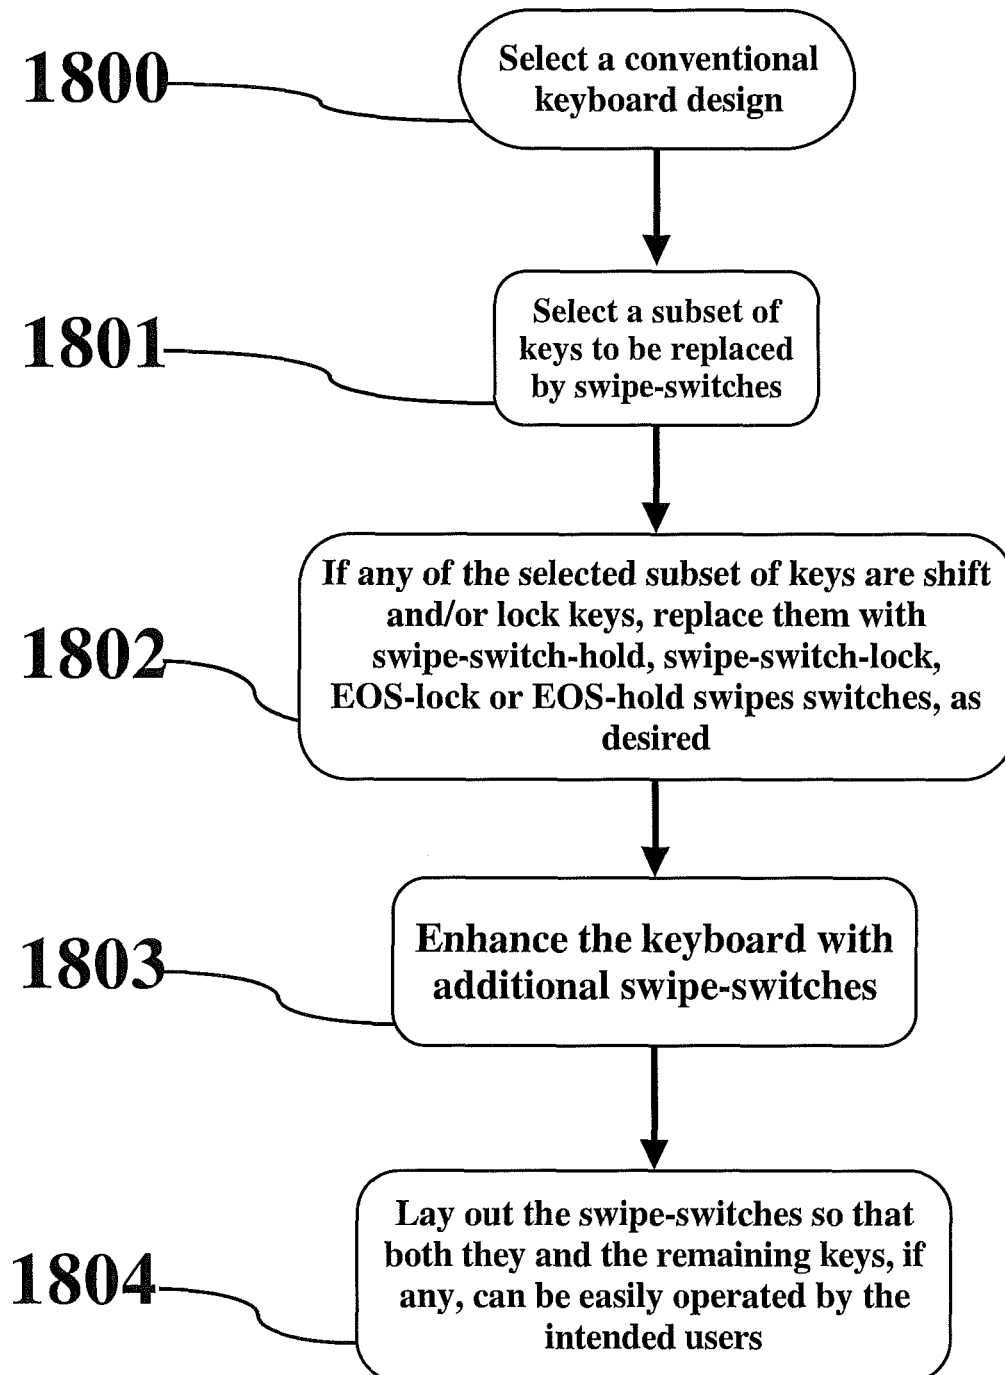 1800
Select a conventional
keyboard design
1801
Select a subset of
keys to be replaced
by swipe-switches
1802
If any of the selected subset of keys are shift
and/or lock keys, replace them with
swipe-switch-hold, swipe-switch-lock,
EOS-lock or EOS-hold swipes switches, as
desired
1803
Enhance the keyboard with
additional swipe-switches
1804
Lay out the swipe-switches so that
both they and the remaining keys, if
any, can be easily operated by the
intended users